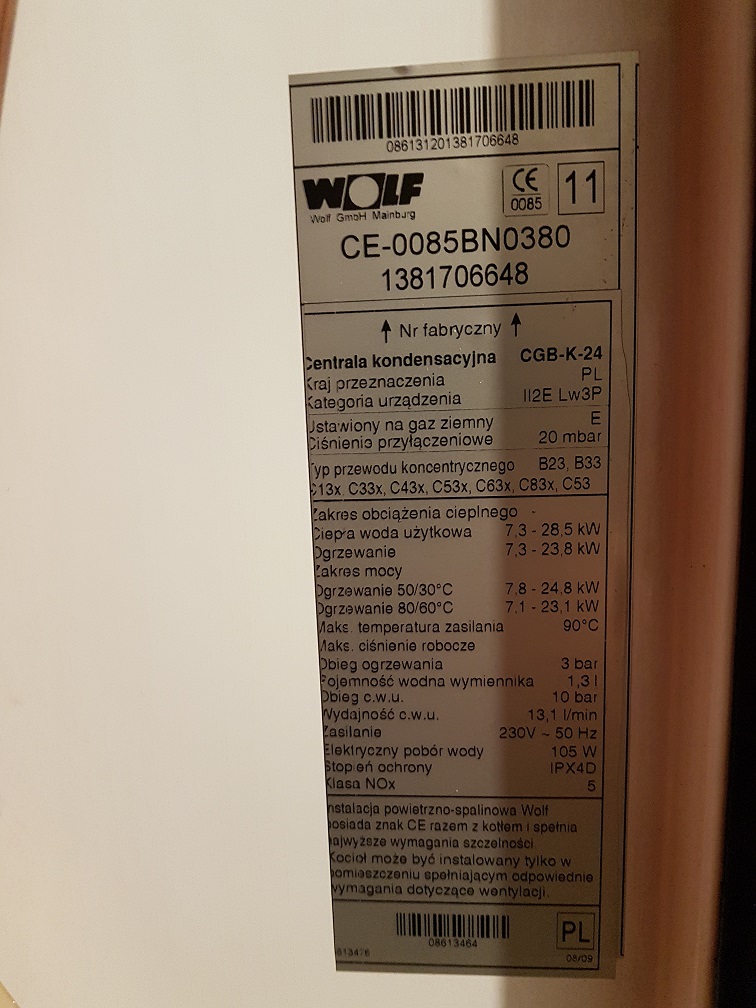 086131201381706648
WOLF
Wolf GmbH Mainburg
CE
0085
11
CE-0085BN0380
1381706648
↑ Nr fabryczny ↑
Centrala kondensacyjna CGB-K-24
Kraj przeznaczenia PL
Kategoria urządzenia II2E Lw3P
Ustawiony na gaz ziemny E
Ciśnienie przyłączeniowe 20 mbar
Typ przewodu koncentrycznego B23, B33
C13x, C33x, C43x, C53x, C63x, C83x, C53
Zakres obciążenia cieplnego -
Ciepła woda użytkowa 7,3 - 28,5 kW
Ogrzewanie 7,3 - 23,8 kW
Zakres mocy
Ogrzewanie 50/30°C 7,8 - 24,8 kW
Ogrzewanie 80/60°C 7,1 - 23,1 kW
Maks. temperatura zasilania 90°C
Maks. ciśnienie robocze
Obieg ogrzewania 3 bar
Pojemność wodna wymiennika 1,3 l
Obieg c.w.u. 10 bar
Wydajność c.w.u. 13,1 l/min
Zasilanie 230V ~ 50 Hz
Elektryczny pobór wody 105 W
Stopień ochrony IPX4D
Klasa NOx 5
Instalacja powietrzno-spalinowa Wolf
posiada znak CE razem z kotłem i spełnia
najwyższe wymagania szczelności
Kocioł może być instalowany tylko w
pomieszczeniu spełniającym odpowiednie
wymagania dotyczące wentylacji.
08613464
PL
08/09